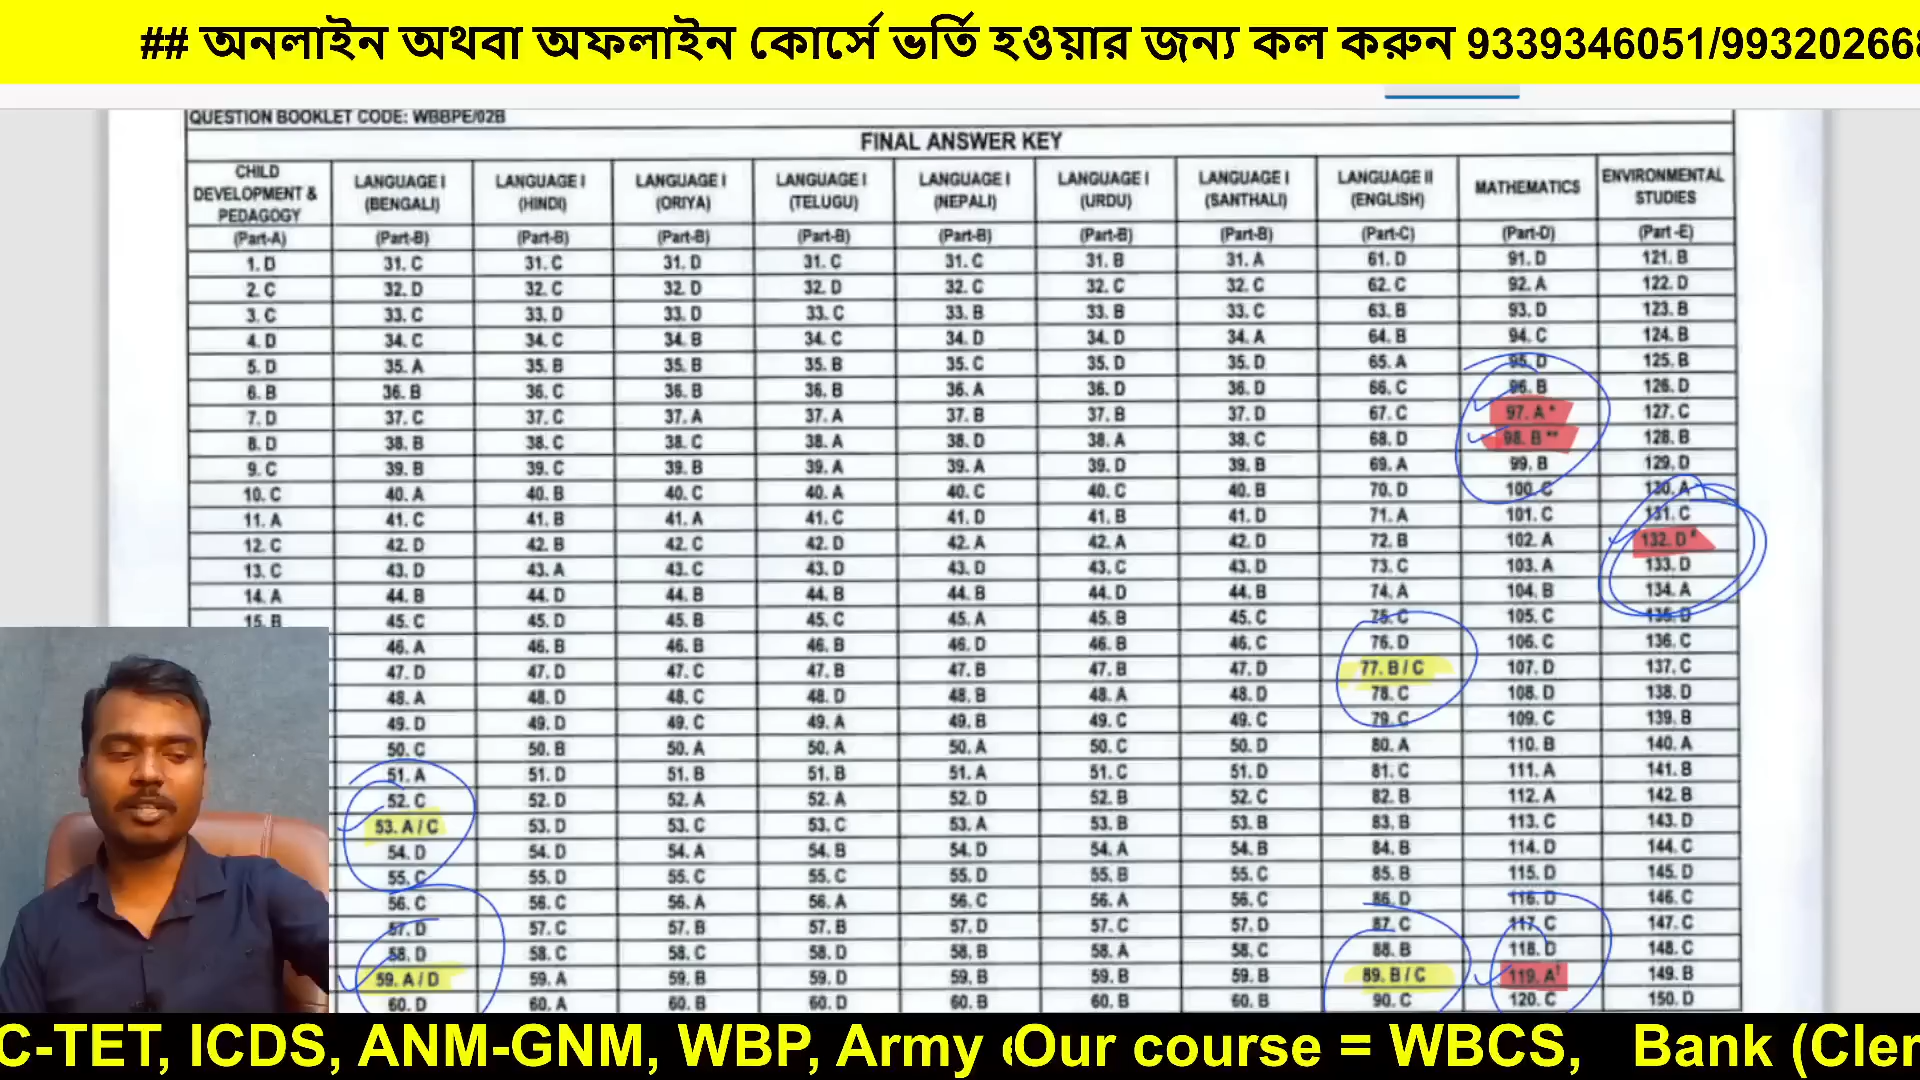 ## অনলাইন অথবা অফলাইন কোর্সে ভর্তি হওয়ার জন্য কল করুন 9339346051/993202668
QUESTION BOOKLET CODE: WBBPE/02B
FINAL ANSWER KEY
CHILD DEVELOPMENT & PEDAGOGY LANGUAGE I (BENGALI) LANGUAGE I (HINDI) LANGUAGE I (ORIYA) LANGUAGE I (TELUGU) LANGUAGE I (NEPALI) LANGUAGE I (URDU) LANGUAGE I (SANTHALI) LANGUAGE II (ENGLISH) MATHEMATICS ENVIRONMENTAL STUDIES
(Part-A) (Part-B) (Part-B) (Part-B) (Part-B) (Part-B) (Part-B) (Part-B) (Part-C) (Part-D) (Part -E)
1. D 31. C 31. C 31. D 31. C 31. C 31. B 31. A 61. D 91. D 121. B
2. C 32. D 32. C 32. D 32. D 32. C 32. C 32. C 62. C 92. A 122. D
3. C 33. C 33. D 33. D 33. C 33. B 33. B 33. C 63. B 93. D 123. B
4. D 34. C 34. C 34. B 34. C 34. D 34. D 34. A 64. B 94. C 124. B
5. D 35. A 35. B 35. B 35. B 35. C 35. D 35. D 65. A 95. D 125. B
6. B 36. B 36. C 36. B 36. B 36. A 36. D 36. D 66. C 96. B 126. D
7. D 37. C 37. C 37. A 37. A 37. B 37. B 37. D 67. C 97. A * 127. C
8. D 38. B 38. C 38. C 38. A 38. D 38. A 38. C 68. D 98. B ** 128. B
9. C 39. B 39. C 39. B 39. A 39. A 39. D 39. B 69. A 99. B 129. D
10. C 40. A 40. B 40. C 40. A 40. C 40. C 40. B 70. D 100. C 130. A
11. A 41. C 41. B 41. A 41. C 41. D 41. B 41. D 71. A 101. C 131. C
12. C 42. D 42. B 42. C 42. D 42. A 42. A 42. D 72. B 102. A 132. D #
13. C 43. D 43. A 43. C 43. D 43. D 43. C 43. D 73. C 103. A 133. D
14. A 44. B 44. D 44. B 44. B 44. B 44. D 44. B 74. A 104. B 134. A
15. B 45. C 45. D 45. B 45. C 45. A 45. B 45. C 75. C 105. C 135. D
46. A 46. B 46. B 46. B 46. D 46. B 46. C 76. D 106. C 136. C
47. D 47. D 47. C 47. B 47. B 47. B 47. D 77. B / C 107. D 137. C
48. A 48. D 48. C 48. D 48. B 48. A 48. D 78. C 108. D 138. D
49. D 49. D 49. C 49. A 49. B 49. C 49. C 79. C 109. C 139. B
50. C 50. B 50. A 50. A 50. A 50. C 50. D 80. A 110. B 140. A
51. A 51. D 51. B 51. B 51. A 51. C 51. D 81. C 111. A 141. B
52. C 52. D 52. A 52. A 52. D 52. B 52. C 82. B 112. A 142. B
53. A / C 53. D 53. C 53. C 53. A 53. B 53. B 83. B 113. C 143. D
54. D 54. D 54. A 54. B 54. D 54. A 54. B 84. B 114. D 144. C
55. C 55. D 55. C 55. C 55. D 55. B 55. C 85. B 115. D 145. D
56. C 56. C 56. A 56. C 56. C 56. A 56. C 86. D 116. D 146. C
57. D 57. C 57. B 57. B 57. D 57. C 57. D 87. C 117. C 147. C
58. D 58. C 58. C 58. D 58. B 58. A 58. C 88. B 118. D 148. C
59. A / D 59. A 59. B 59. D 59. B 59. B 59. B 89. B / C 119. A 149. B
60. D 60. A 60. B 60. D 60. B 60. B 60. B 90. C 120. C 150. D
C-TET, ICDS, ANM-GNM, WBP, Army Our course = WBCS, Bank (Cler